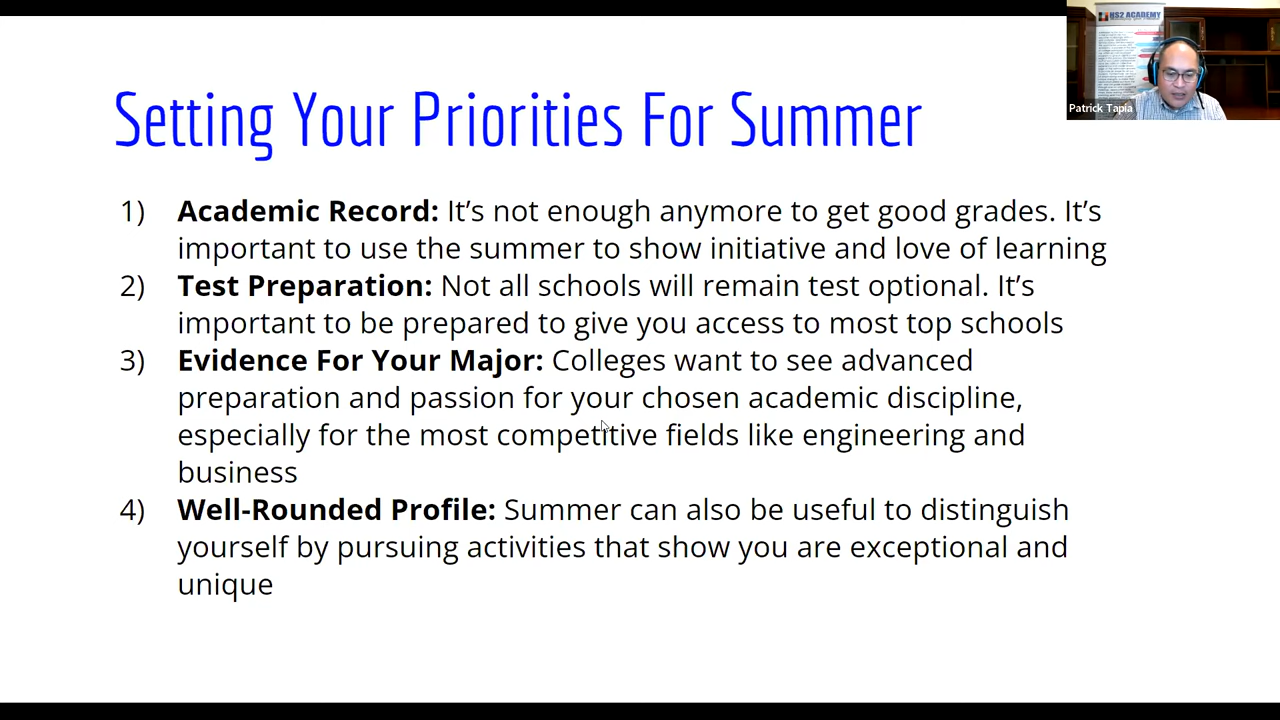 Setting Your Priorities For Summer
HS2 ACADEMY
Patrick Tapia
1) Academic Record: It’s not enough anymore to get good grades. It’s
important to use the summer to show initiative and love of learning
2) Test Preparation: Not all schools will remain test optional. It’s
important to be prepared to give you access to most top schools
3) Evidence For Your Major: Colleges want to see advanced
preparation and passion for your chosen academic discipline,
especially for the most competitive fields like engineering and
business
4) Well-Rounded Profile: Summer can also be useful to distinguish
yourself by pursuing activities that show you are exceptional and
unique